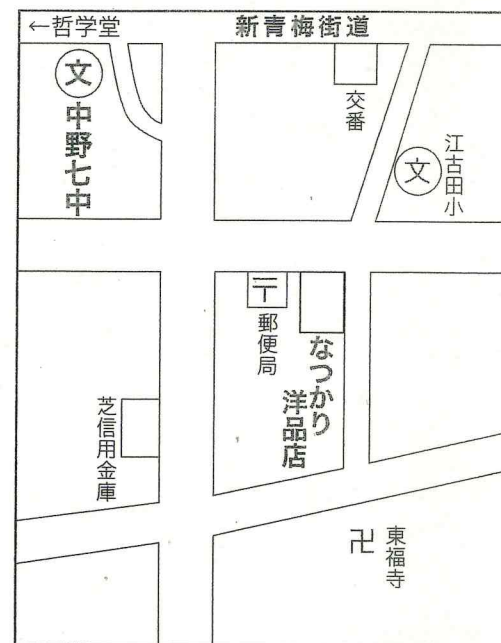 ←哲学堂
新青梅街道
文
中野七中
交番
文
江古田小
〒
郵便局
なつかり
洋品店
芝信用金庫
卍
東福寺